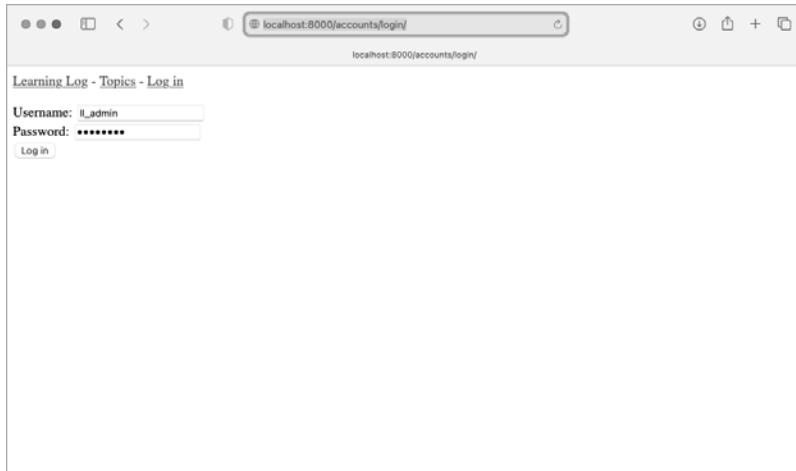 localhost:8000/accounts/login/
localhost:8000/accounts/login/
Learning Log - Topics - Log in
Username: ll_admin
Password: ••••••••
Log in